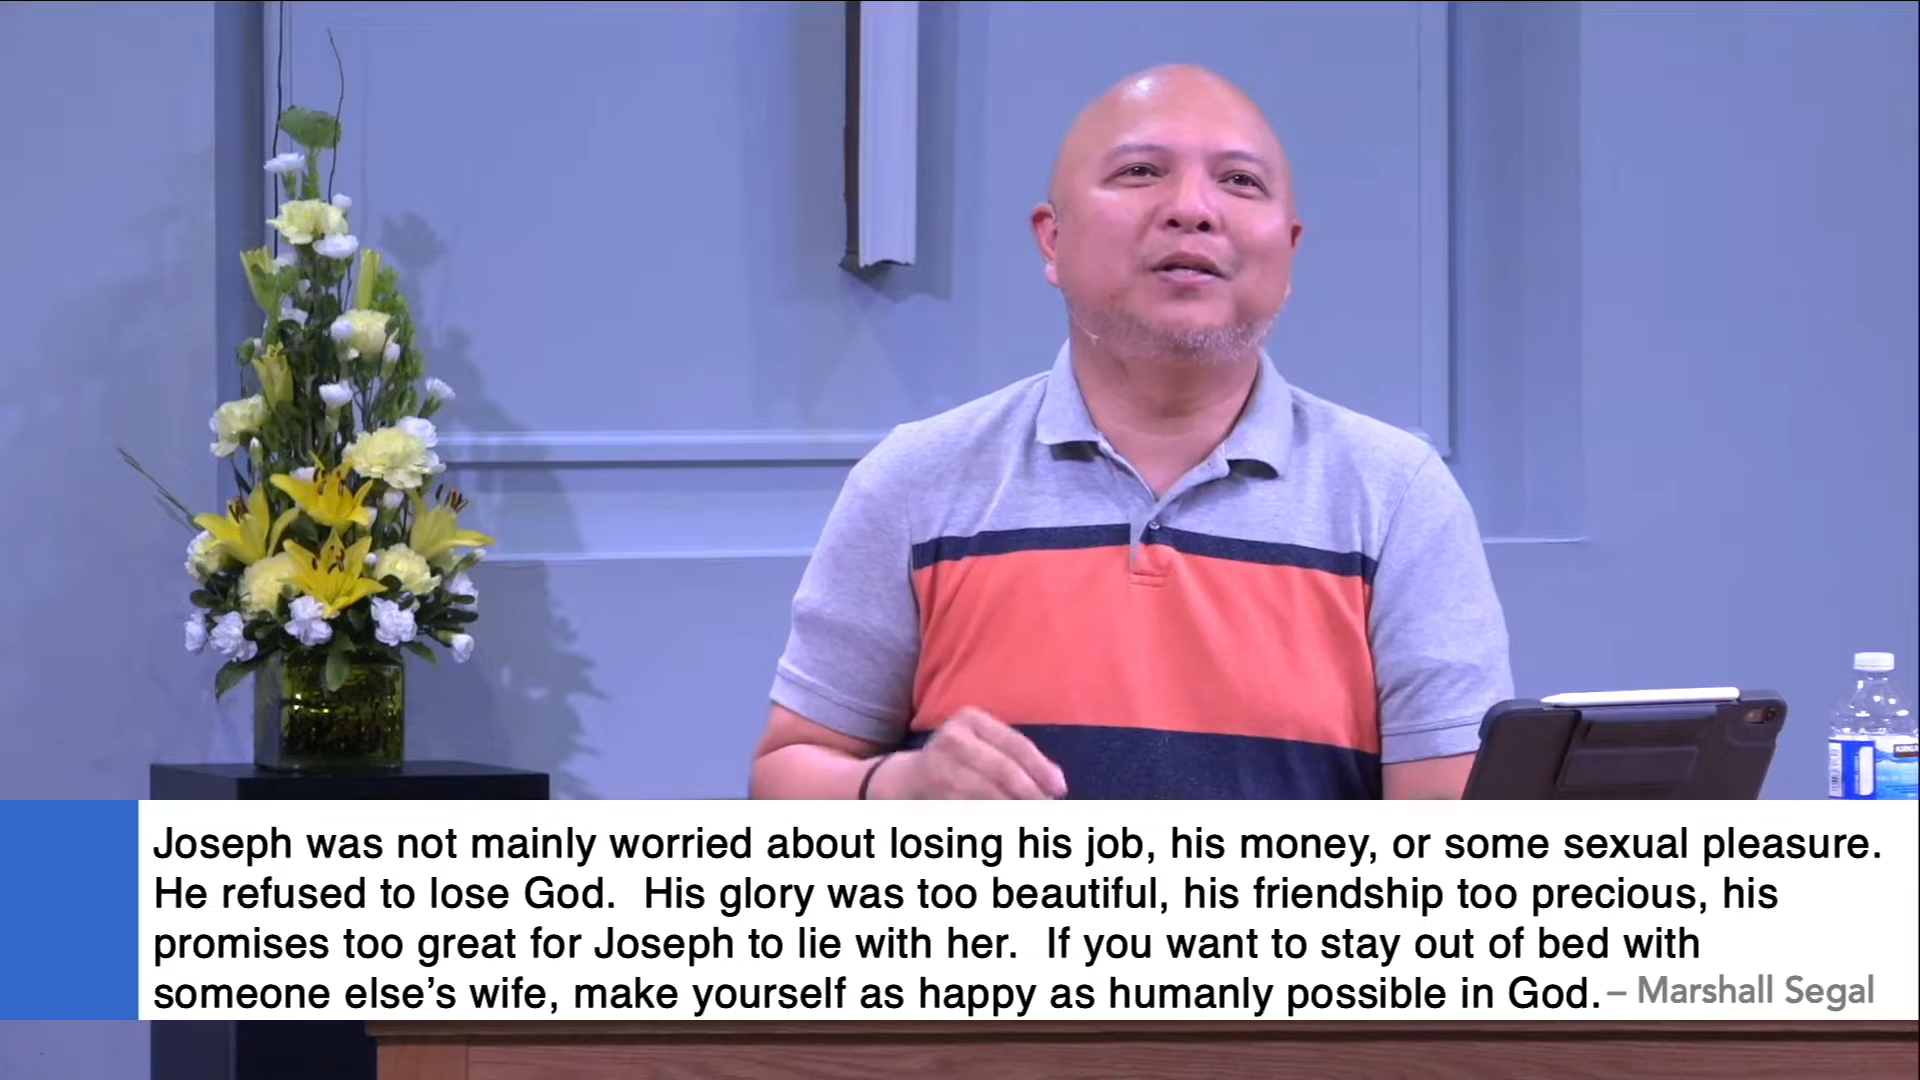 Joseph was not mainly worried about losing his job, his money, or some sexual pleasure.
He refused to lose God.  His glory was too beautiful, his friendship too precious, his
promises too great for Joseph to lie with her.  If you want to stay out of bed with
someone else’s wife, make yourself as happy as humanly possible in God. – Marshall Segal